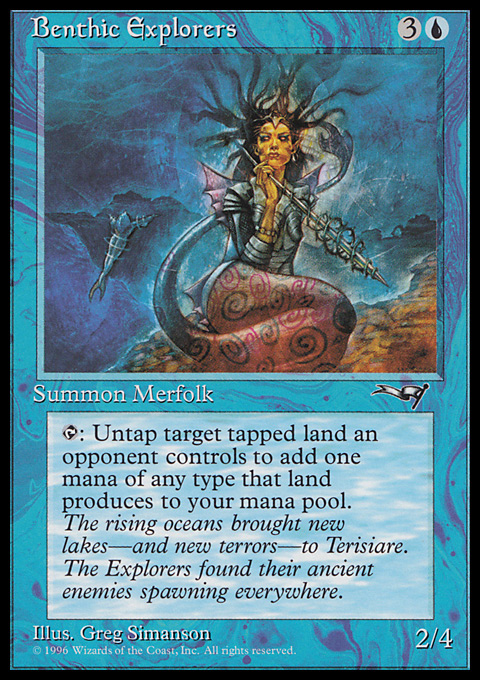 Benthic Explorers 3
Summon Merfolk
: Untap target tapped land an
opponent controls to add one
mana of any type that land
produces to your mana pool.
The rising oceans brought new
lakes—and new terrors—to Terisiare.
The Explorers found their ancient
enemies spawning everywhere.
Illus. Greg Simanson
2/4
© 1996 Wizards of the Coast, Inc. All rights reserved.